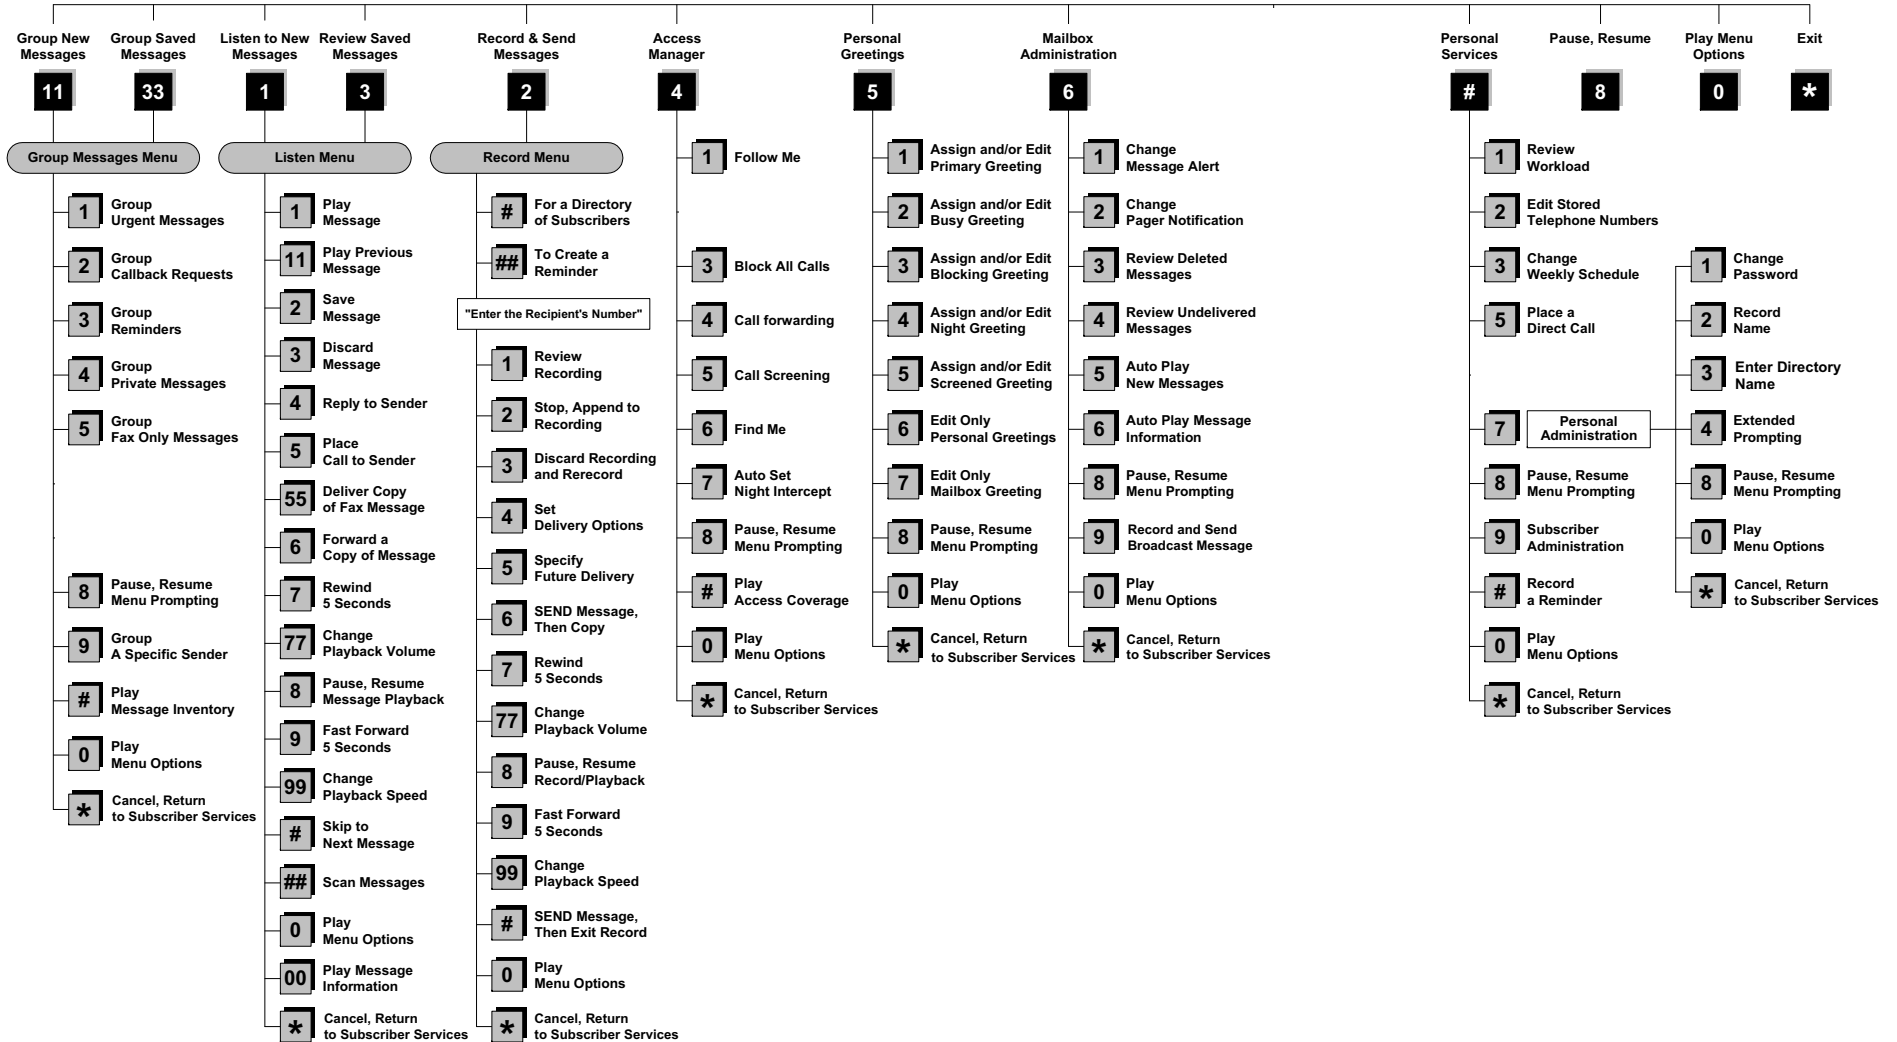 Group New
Messages
11
Group Saved
Messages
33
Listen to New
Messages
1
Review Saved
Messages
3
Record & Send
Messages
2
Access
Manager
4
Personal
Greetings
5
Mailbox
Administration
6
Personal
Services
#
Pause, Resume
8
Play Menu
Options
0
Exit
*
Group Messages Menu
1
Group
Urgent Messages
2
Group
Callback Requests
3
Group
Reminders
4
Group
Private Messages
5
Group
Fax Only Messages
8
Pause, Resume
Menu Prompting
9
Group
A Specific Sender
#
Play
Message Inventory
0
Play
Menu Options
*
Cancel, Return
to Subscriber Services
Listen Menu
1
Play
Message
11
Play Previous
Message
2
Save
Message
3
Discard
Message
4
Reply to Sender
5
Place
Call to Sender
55
Deliver Copy
of Fax Message
6
Forward a
Copy of Message
7
Rewind
5 Seconds
77
Change
Playback Volume
8
Pause, Resume
Message Playback
9
Fast Forward
5 Seconds
99
Change
Playback Speed
#
Skip to
Next Message
##
Scan Messages
0
Play
Menu Options
00
Play Message
Information
*
Cancel, Return
to Subscriber Services
Record Menu
#
For a Directory
of Subscribers
##
To Create a
Reminder
"Enter the Recipient's Number"
1
Review
Recording
2
Stop, Append to
Recording
3
Discard Recording
and Rerecord
4
Set
Delivery Options
5
Specify
Future Delivery
6
SEND Message,
Then Copy
7
Rewind
5 Seconds
77
Change
Playback Volume
8
Pause, Resume
Record/Playback
9
Fast Forward
5 Seconds
99
Change
Playback Speed
#
SEND Message,
Then Exit Record
0
Play
Menu Options
*
Cancel, Return
to Subscriber Services
1
Follow Me
3
Block All Calls
4
Call forwarding
5
Call Screening
6
Find Me
7
Auto Set
Night Intercept
8
Pause, Resume
Menu Prompting
#
Play
Access Coverage
0
Play
Menu Options
*
Cancel, Return
to Subscriber Services
1
Assign and/or Edit
Primary Greeting
2
Assign and/or Edit
Busy Greeting
3
Assign and/or Edit
Blocking Greeting
4
Assign and/or Edit
Night Greeting
5
Assign and/or Edit
Screened Greeting
6
Edit Only
Personal Greetings
7
Edit Only
Mailbox Greeting
8
Pause, Resume
Menu Prompting
0
Play
Menu Options
*
Cancel, Return
to Subscriber Services
1
Change
Message Alert
2
Change
Pager Notification
3
Review Deleted
Messages
4
Review Undelivered
Messages
5
Auto Play
New Messages
6
Auto Play Message
Information
8
Pause, Resume
Menu Prompting
9
Record and Send
Broadcast Message
0
Play
Menu Options
*
Cancel, Return
to Subscriber Services
1
Review
Workload
2
Edit Stored
Telephone Numbers
3
Change
Weekly Schedule
5
Place a
Direct Call
7
Personal
Administration
8
Pause, Resume
Menu Prompting
9
Subscriber
Administration
#
Record
a Reminder
0
Play
Menu Options
*
Cancel, Return
to Subscriber Services
1
Change
Password
2
Record
Name
3
Enter Directory
Name
4
Extended
Prompting
8
Pause, Resume
Menu Prompting
0
Play
Menu Options
*
Cancel, Return
to Subscriber Services